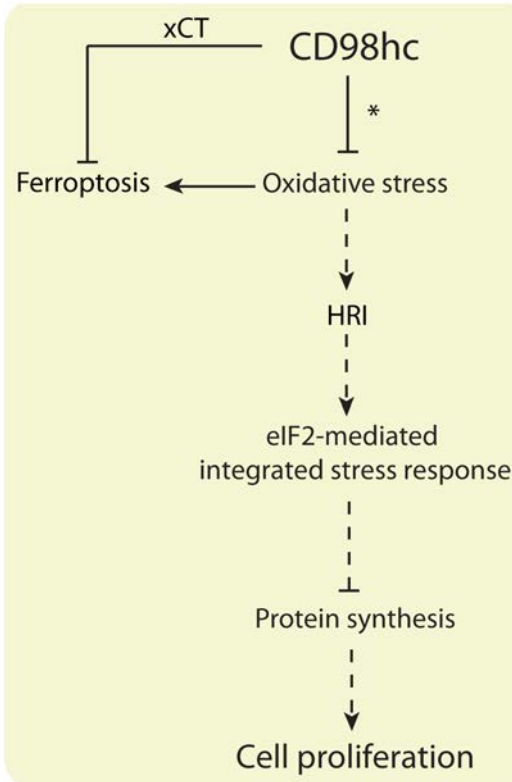 xCT
CD98hc
*
Ferroptosis
Oxidative stress
HRI
eIF2-mediated
integrated stress response
Protein synthesis
Cell proliferation